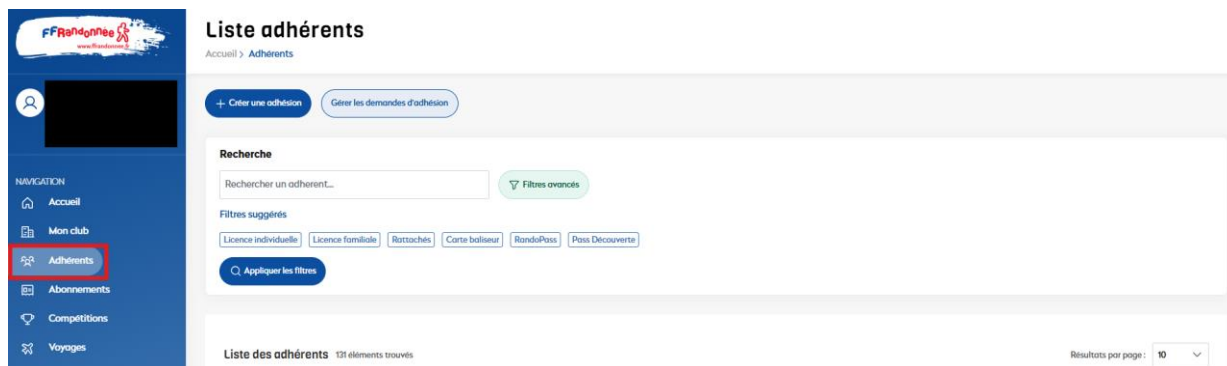 FFRandonnée
www.ffrandonnee.fr
Liste adhérents
Accueil > Adhérents
+ Créer une adhésion
Gérer les demandes d'adhésion
Recherche
Rechercher un adherent...
Filtres avancés
Filtres suggérés
Licence individuelle
Licence familiale
Rattachés
Carte baliseur
RandoPass
Pass Découverte
Appliquer les filtres
NAVIGATION
Accueil
Mon club
Adhérents
Abonnements
Compétitions
Voyages
Liste des adhérents 131 éléments trouvés
Résultats par page : 10